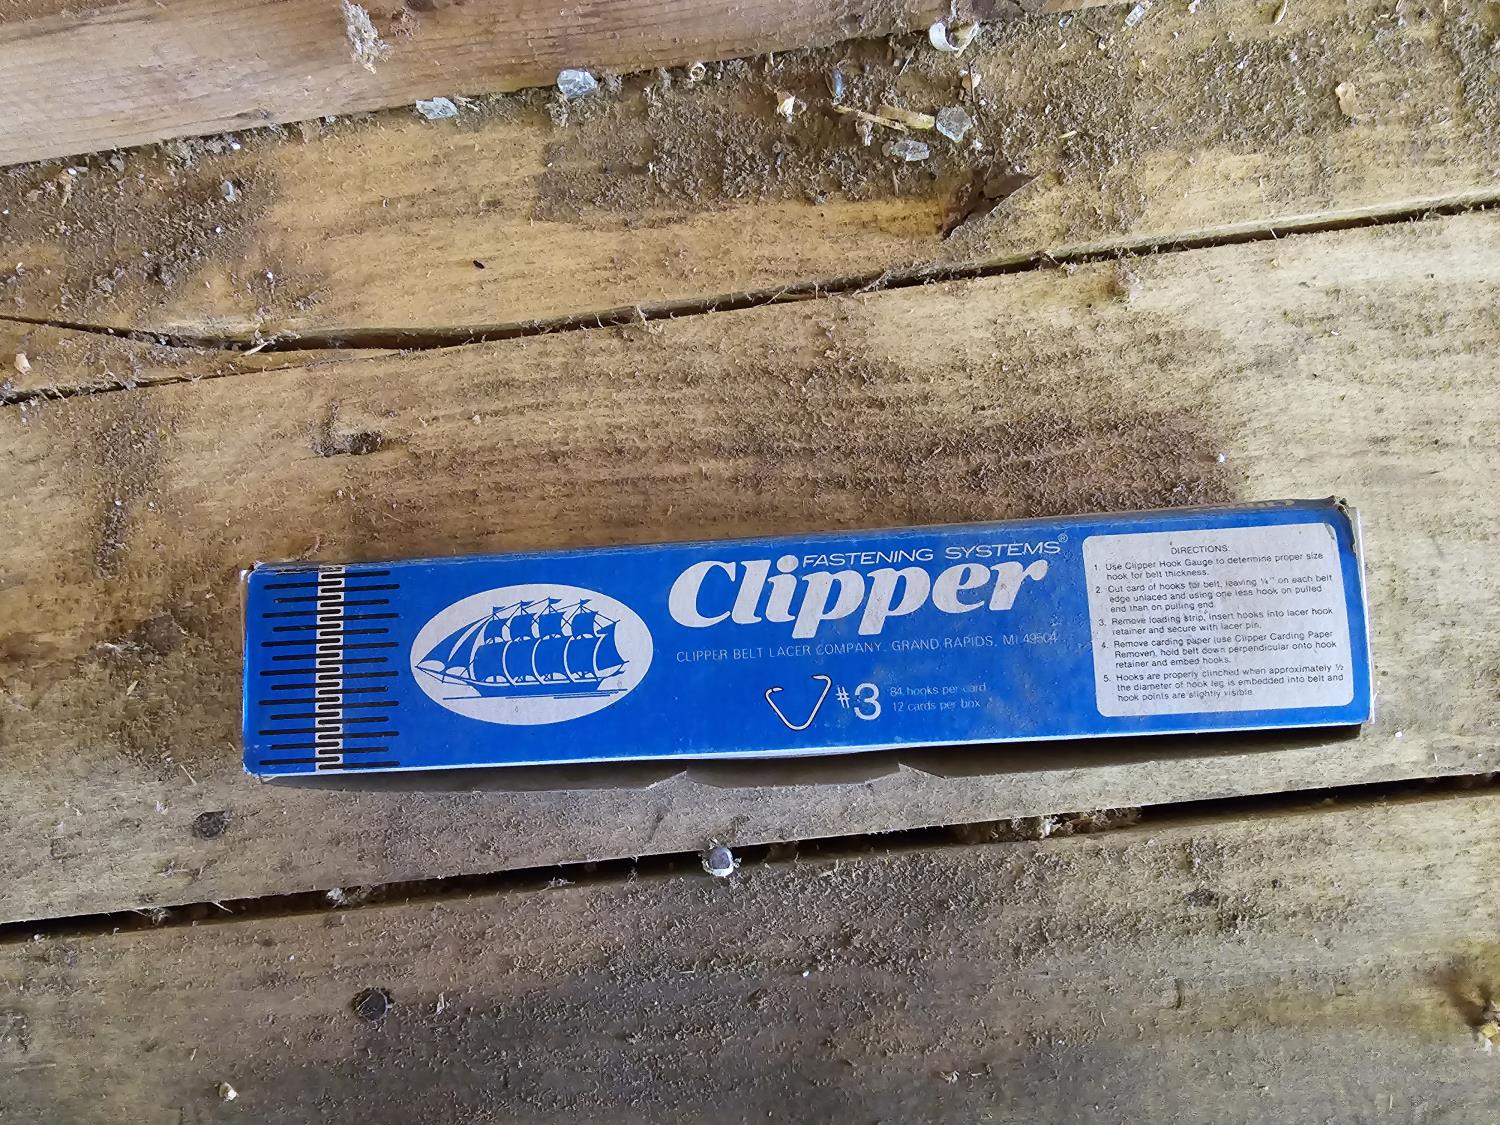 FASTENING SYSTEMS®
Clipper
CLIPPER BELT LACER COMPANY, GRAND RAPIDS, MI 49504
#3
84 hooks per card
12 cards per box
DIRECTIONS:
1. Use Clipper Hook Gauge to determine proper size
hook for belt thickness.
2. Cut card of hooks for belt, leaving ¼" on each belt
edge unlaced and using one less hook on pulled
end than on pulling end.
3. Remove loading strip, insert hooks into lacer hook
retainer and secure with lacer pin.
4. Remove carding paper (use Clipper Carding Paper
Remover), hold belt down perpendicular onto hook
retainer and embed hooks.
5. Hooks are properly clinched when approximately ½
the diameter of hook leg is embedded into belt and
hook points are slightly visible.